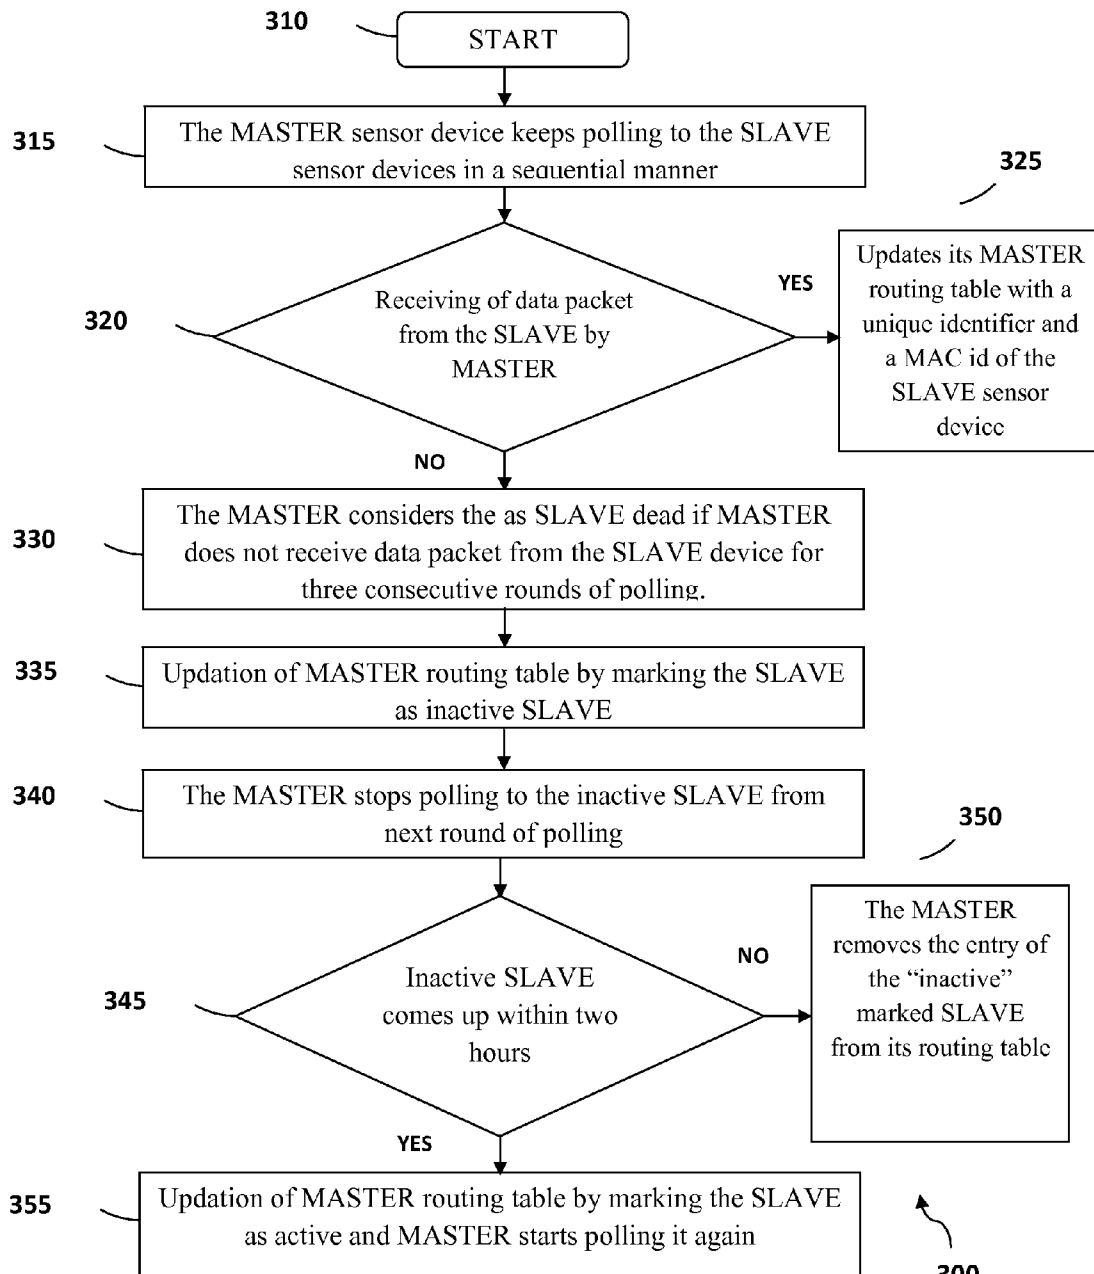 310
START
315
The MASTER sensor device keeps polling to the SLAVE
sensor devices in a sequential manner
325
320
Receiving of data packet
from the SLAVE by
MASTER
YES
Updates its MASTER
routing table with a
unique identifier and
a MAC id of the
SLAVE sensor
device
NO
330
The MASTER considers the as SLAVE dead if MASTER
does not receive data packet from the SLAVE device for
three consecutive rounds of polling.
335
Updation of MASTER routing table by marking the SLAVE
as inactive SLAVE
340
The MASTER stops polling to the inactive SLAVE from
next round of polling
350
345
Inactive SLAVE
comes up within two
hours
NO
The MASTER
removes the entry of
the “inactive”
marked SLAVE
from its routing table
YES
355
Updation of MASTER routing table by marking the SLAVE
as active and MASTER starts polling it again
300